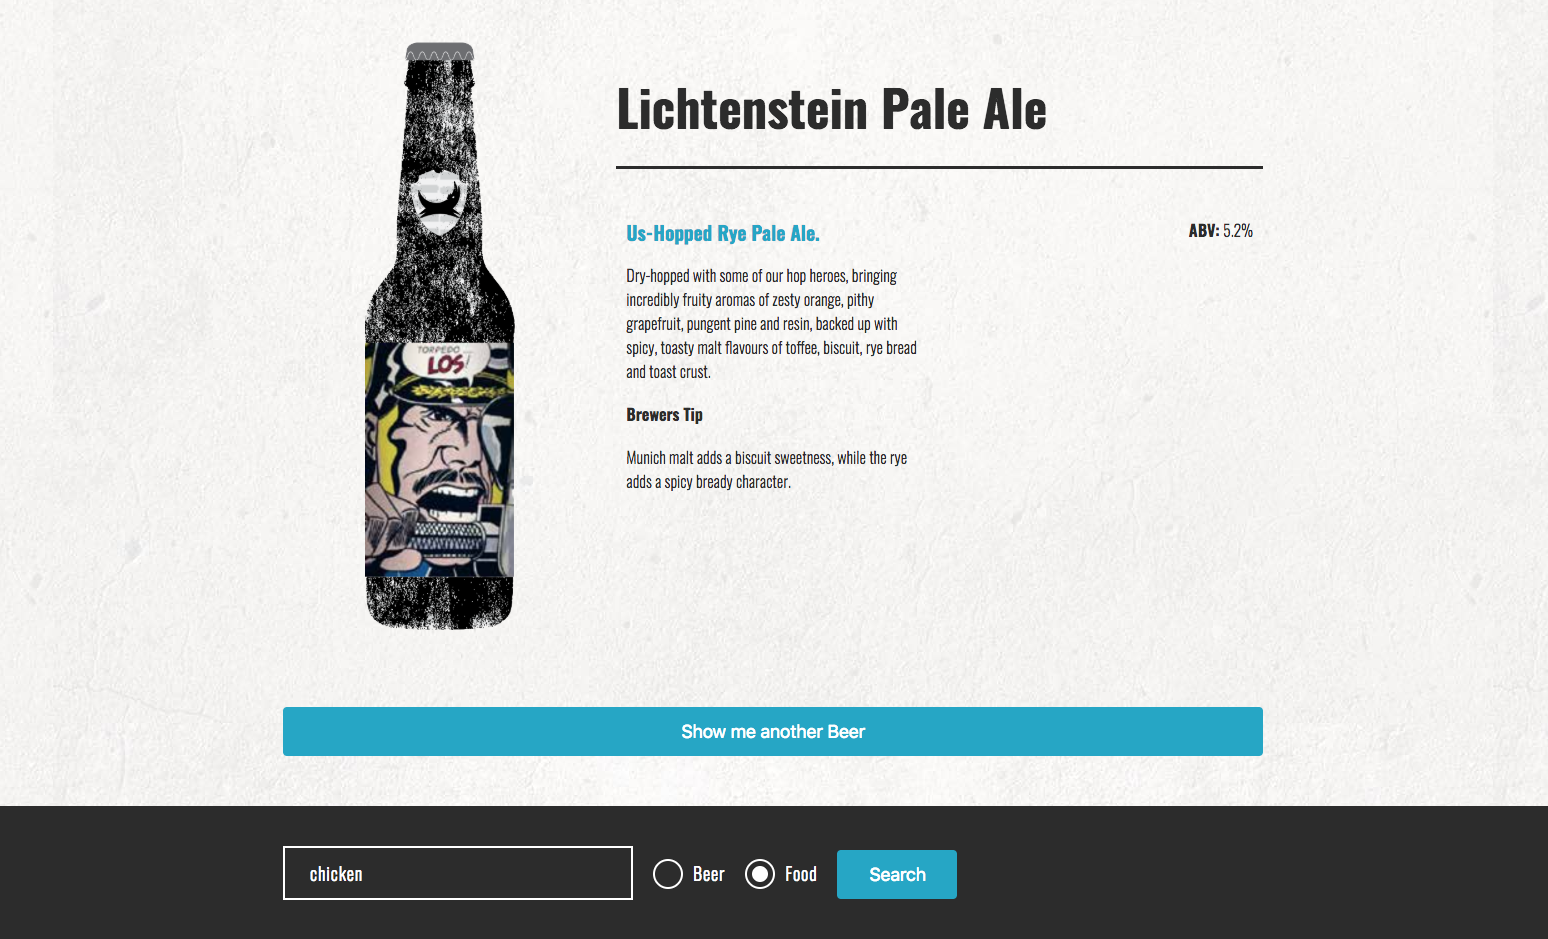 Lichtenstein Pale Ale
Us-Hopped Rye Pale Ale.
ABV: 5.2%
Dry-hopped with some of our hop heroes, bringing
incredibly fruity aromas of zesty orange, pithy
grapefruit, pungent pine and resin, backed up with
spicy, toasty malt flavours of toffee, biscuit, rye bread
and toast crust.
Brewers Tip
Munich malt adds a biscuit sweetness, while the rye
adds a spicy bready character.
TORPEDO ...
LOS!
Show me another Beer
chicken
Beer
Food
Search